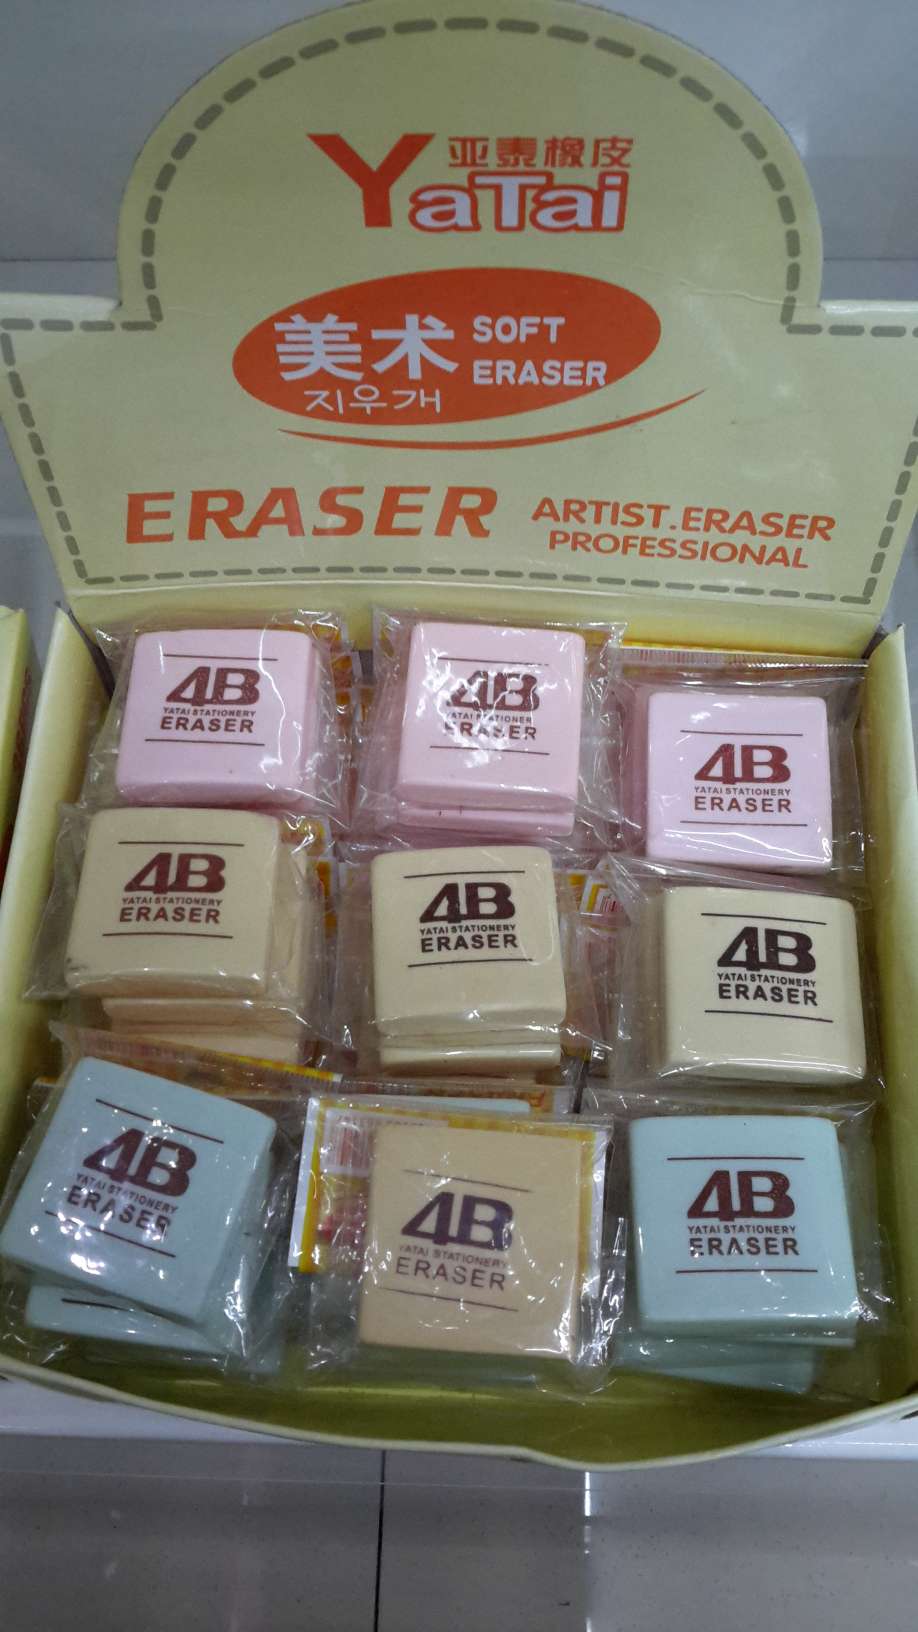 亚泰橡皮
YaTai
美术 SOFT
ERASER
지우개
ERASER
ARTIST.ERASER
PROFESSIONAL
4B
YATAI STATIONERY
ERASER
4B
YATAI STATIONERY
ERASER
4B
YATAI STATIONERY
ERASER
4B
YATAI STATIONERY
ERASER
4B
YATAI STATIONERY
ERASER
4B
YATAI STATIONERY
ERASER
4B
YATAI STATIONERY
ERASER
4B
YATAI STATIONERY
ERASER
4B
YATAI STATIONERY
ERASER